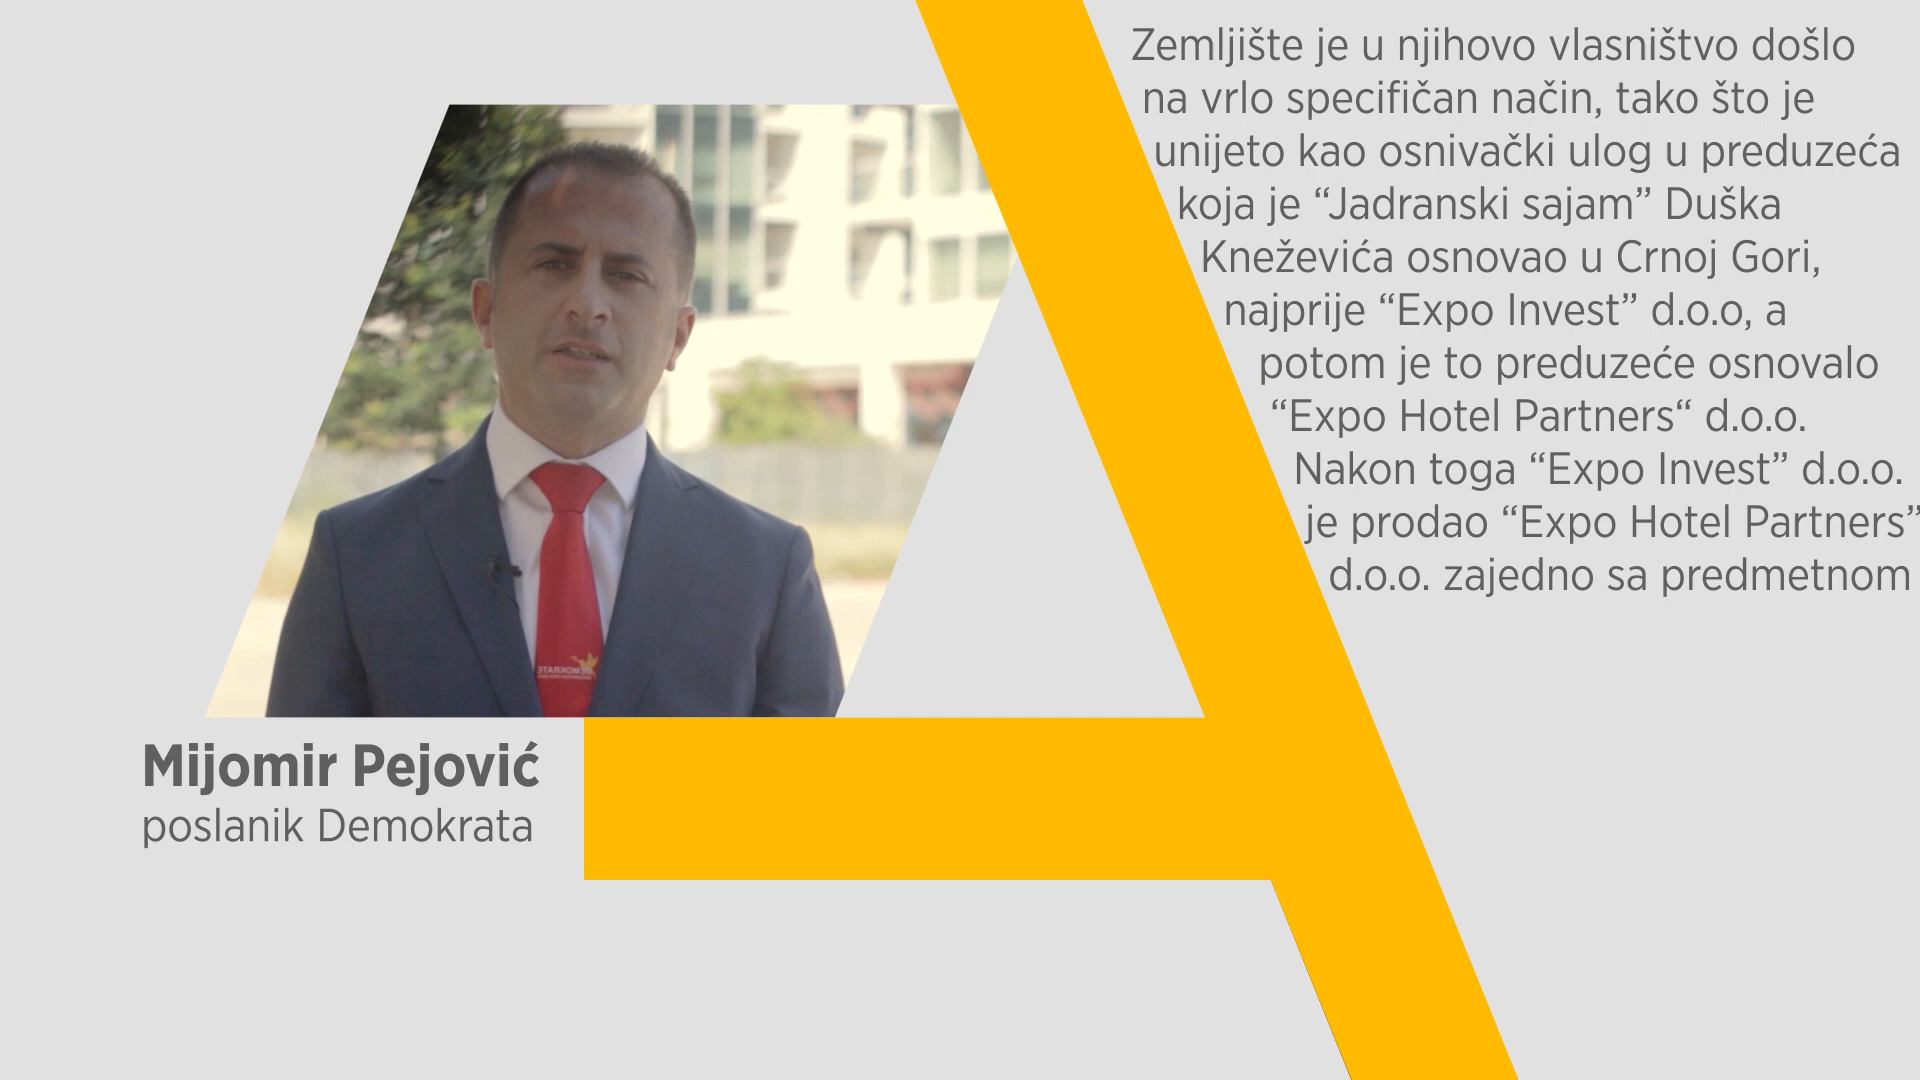 Zemljište je u njihovo vlasništvo došlo
na vrlo specifičan način, tako što je
unijeto kao osnivački ulog u preduzeća
koja je “Jadranski sajam” Duška
Kneževića osnovao u Crnoj Gori,
najprije “Expo Invest” d.o.o, a
potom je to preduzeće osnovalo
“Expo Hotel Partners“ d.o.o.
Nakon toga “Expo Invest” d.o.o.
je prodao “Expo Hotel Partners”
d.o.o. zajedno sa predmetnom
Mijomir Pejović
poslanik Demokrata
DEMOKRATE